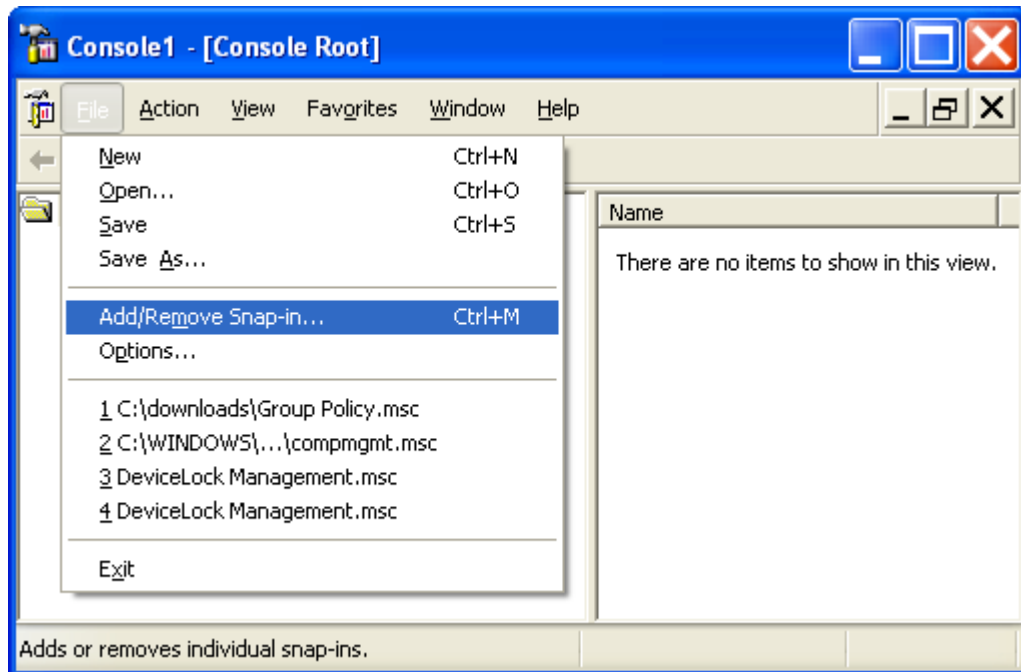 Console1 - [Console Root]
File Action View Favorites Window Help
New Ctrl+N
Open... Ctrl+O
Save Ctrl+S
Save As...
Add/Remove Snap-in... Ctrl+M
Options...
1 C:\downloads\Group Policy.msc
2 C:\WINDOWS\...\compmgmt.msc
3 DeviceLock Management.msc
4 DeviceLock Management.msc
Exit
Name
There are no items to show in this view.
Adds or removes individual snap-ins.